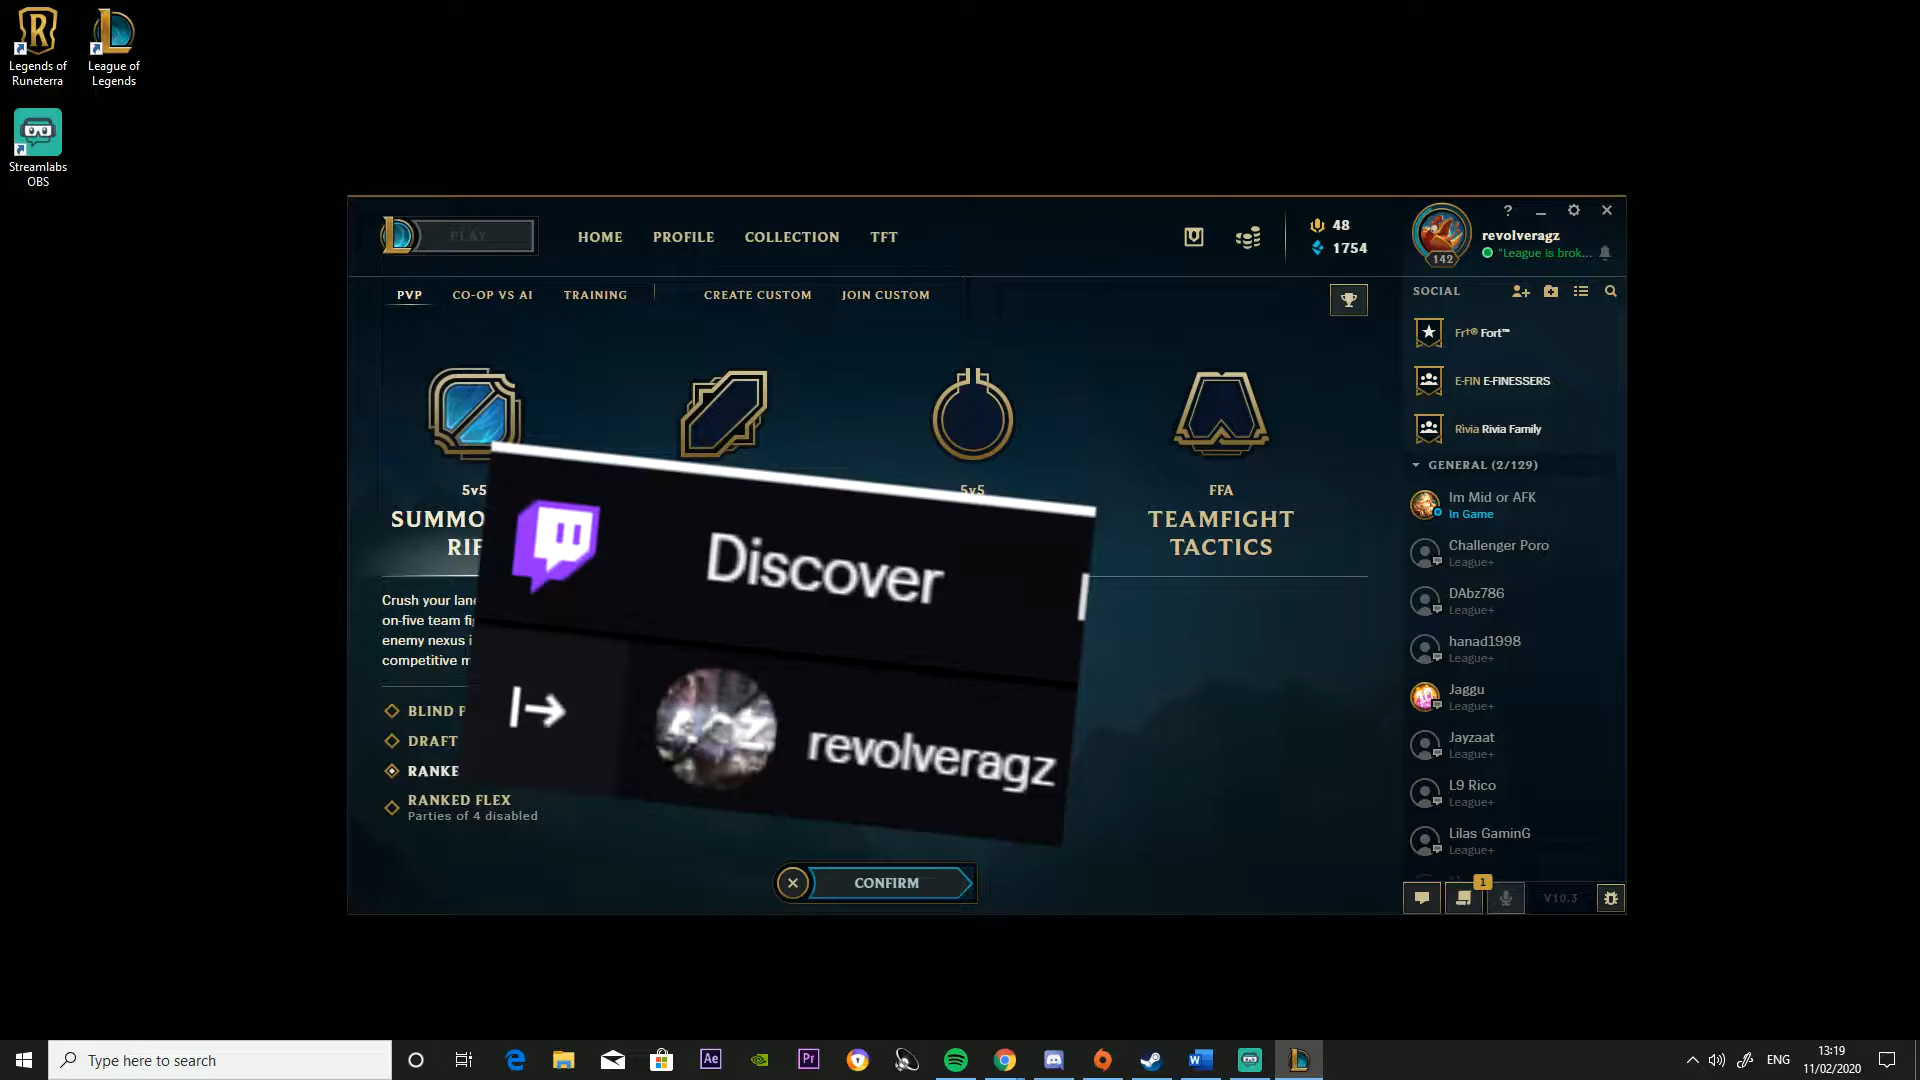 Legends of
Runeterra
League of
Legends
Streamlabs
OBS
PLAY
HOME
PROFILE
COLLECTION
TFT
48
1754
142
revolveragz
"League is brok...
PVP
CO-OP VS AI
TRAINING
CREATE CUSTOM
JOIN CUSTOM
SOCIAL
Fr†® Fort™
E-FIN E-FINESSERS
Rivia Rivia Family
GENERAL (2/129)
Im Mid or AFK
In Game
Challenger Poro
League+
DAbz786
League+
hanad1998
League+
Jaggu
League+
Jayzaat
League+
L9 Rico
League+
Lilas GaminG
League+
5v5
SUMMO
RIF
5v5
FFA
TEAMFIGHT
TACTICS
Crush your lane
on-five team fi
enemy nexus i
competitive m
BLIND P
DRAFT
RANKE
RANKED FLEX
Parties of 4 disabled
Discover
revolveragz
CONFIRM
1
V10.3
Type here to search
Ae
Pr
ENG
13:19
11/02/2020